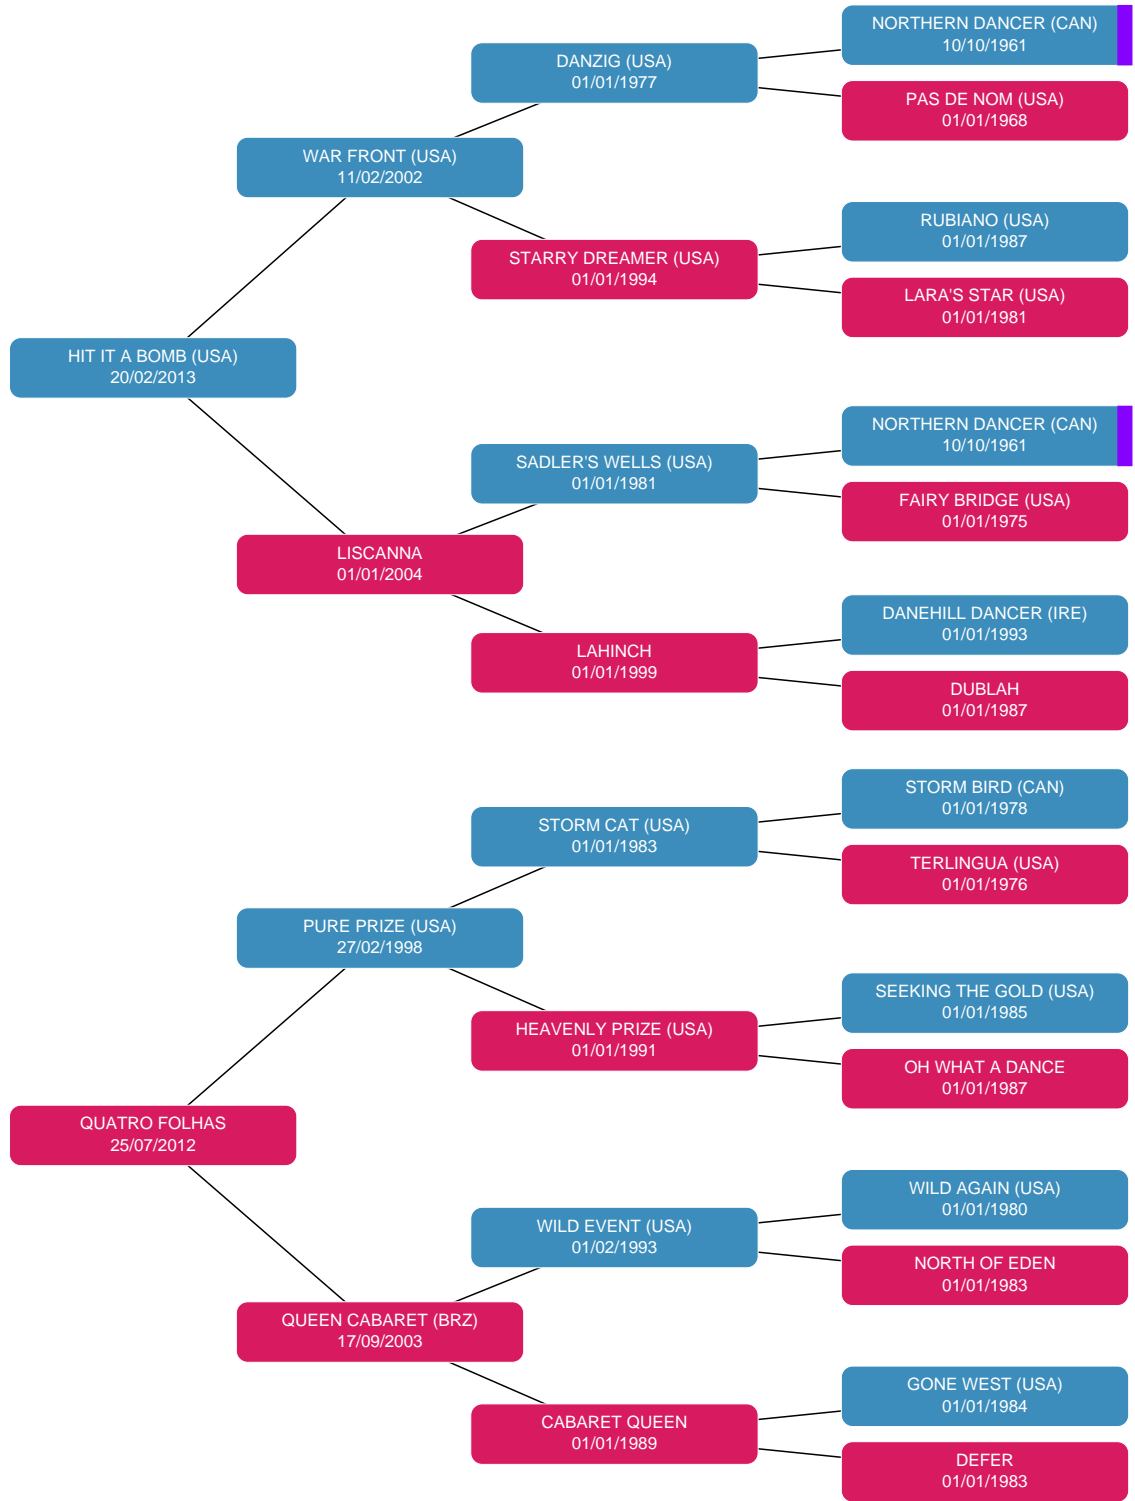 NORTHERN DANCER (CAN)
10/10/1961
DANZIG (USA)
01/01/1977
PAS DE NOM (USA)
01/01/1968
WAR FRONT (USA)
11/02/2002
RUBIANO (USA)
01/01/1987
STARRY DREAMER (USA)
01/01/1994
LARA'S STAR (USA)
01/01/1981
HIT IT A BOMB (USA)
20/02/2013
NORTHERN DANCER (CAN)
10/10/1961
SADLER'S WELLS (USA)
01/01/1981
FAIRY BRIDGE (USA)
01/01/1975
LISCANNA
01/01/2004
DANEHILL DANCER (IRE)
01/01/1993
LAHINCH
01/01/1999
DUBLAH
01/01/1987
STORM BIRD (CAN)
01/01/1978
STORM CAT (USA)
01/01/1983
TERLINGUA (USA)
01/01/1976
PURE PRIZE (USA)
27/02/1998
SEEKING THE GOLD (USA)
01/01/1985
HEAVENLY PRIZE (USA)
01/01/1991
OH WHAT A DANCE
01/01/1987
QUATRO FOLHAS
25/07/2012
WILD AGAIN (USA)
01/01/1980
WILD EVENT (USA)
01/02/1993
NORTH OF EDEN
01/01/1983
QUEEN CABARET (BRZ)
17/09/2003
GONE WEST (USA)
01/01/1984
CABARET QUEEN
01/01/1989
DEFER
01/01/1983